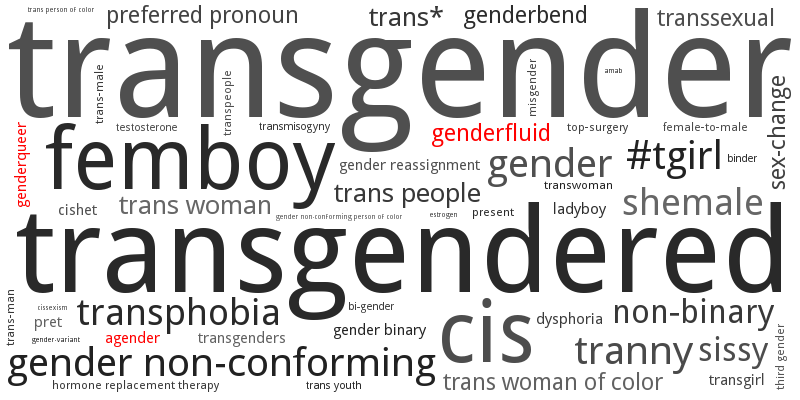 trans person of color
preferred pronoun
trans*
genderbend
transsexual
transgender
trans-male
transpeople
misgender
amab
sex-change
genderqueer
testosterone
transmisogyny
genderfluid
top-surgery
female-to-male
femboy
gender reassignment
gender
#tgirl
binder
trans people
transwoman
cishet
trans woman
gender non-conforming person of color
estrogen
present
ladyboy
shemale
transgendered
trans-man
cissexism
transphobia
bi-gender
cis
dysphoria
non-binary
pret
gender-variant
agender
transgenders
gender binary
tranny
sissy
third gender
gender non-conforming
hormone replacement therapy
trans youth
trans woman of color
transgirl